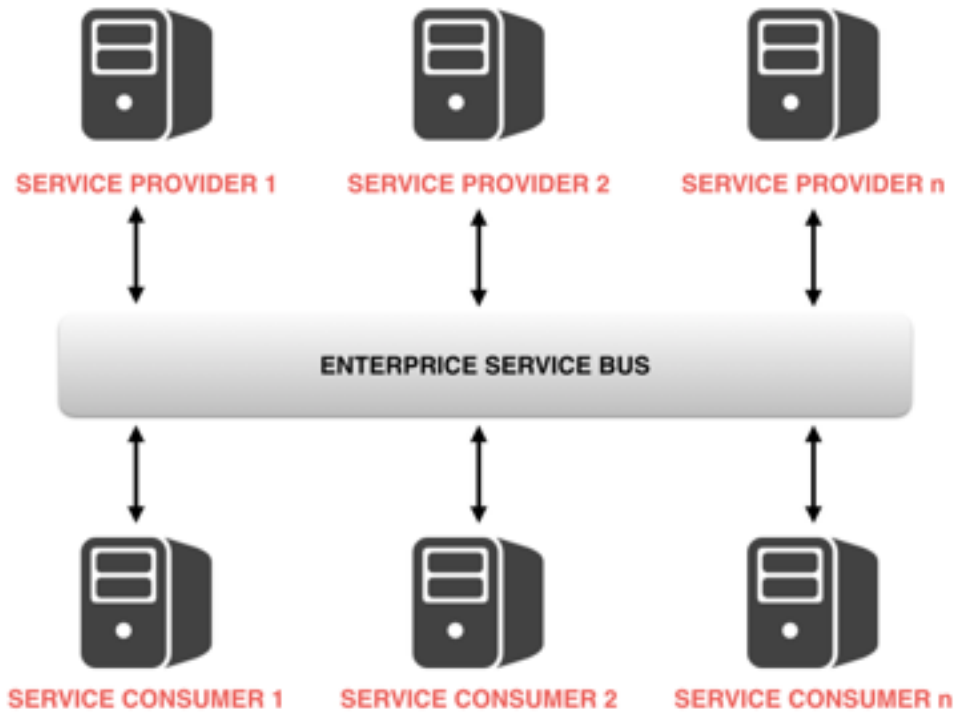 SERVICE PROVIDER 1
SERVICE PROVIDER 2
SERVICE PROVIDER n
ENTERPRICE SERVICE BUS
SERVICE CONSUMER 1
SERVICE CONSUMER 2
SERVICE CONSUMER n